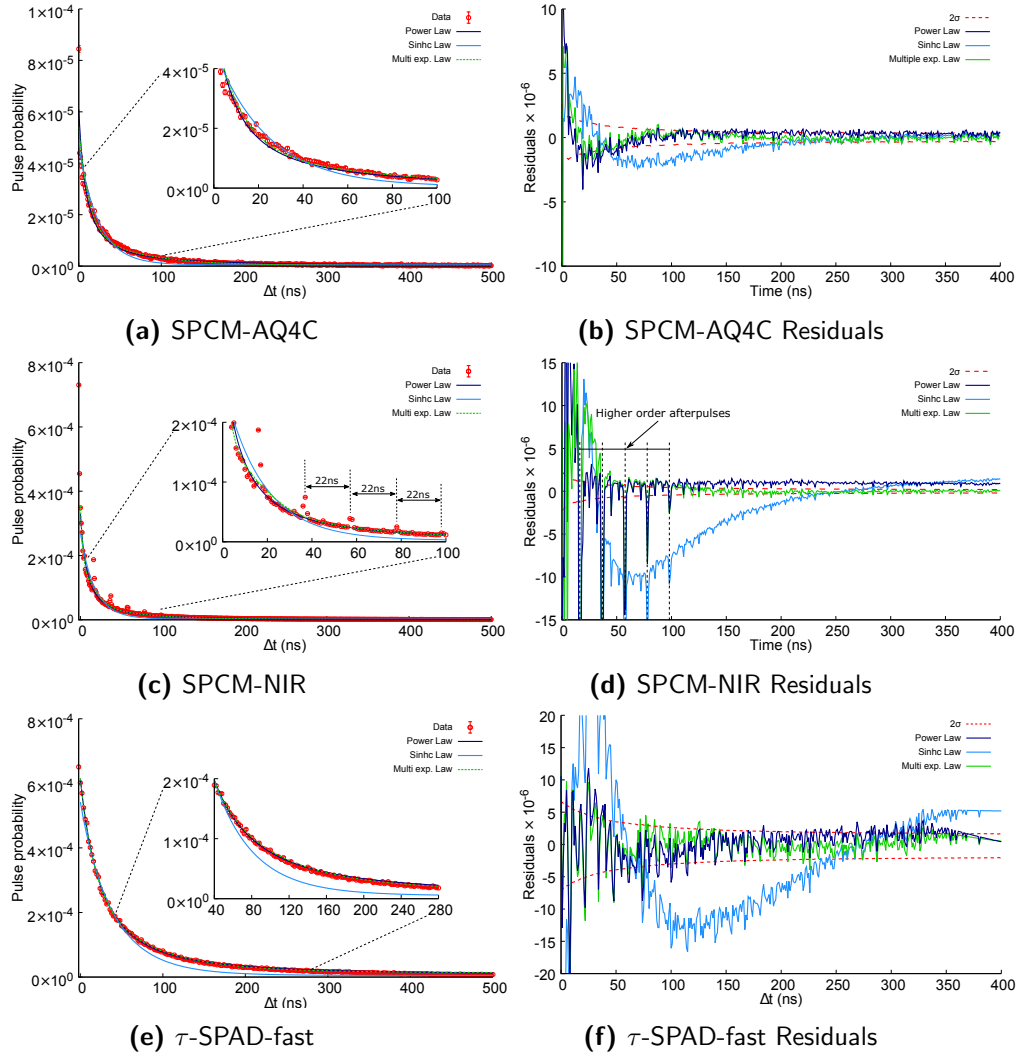 1×10⁻⁴
8×10⁻⁵
6×10⁻⁵
4×10⁻⁵
2×10⁻⁵
0×10⁰
Pulse probability
Data
Power Law
Sinhc Law
Multi exp. Law
4×10⁻⁵
2×10⁻⁵
0×10⁰
0 20 40 60 80 100
0 100 200 300 400 500
Δt (ns)
(a) SPCM-AQ4C
10
8
6
4
2
0
-2
-4
-6
-10
Residuals × 10⁻⁶
2σ
Power Law
Sinhc Law
Multiple exp. Law
0 50 100 150 200 250 300 350 400
Time (ns)
(b) SPCM-AQ4C Residuals
8×10⁻⁴
6×10⁻⁴
4×10⁻⁴
2×10⁻⁴
0×10⁰
Pulse probability
Data
Power Law
Sinhc Law
Multi exp. Law
2×10⁻⁴
1×10⁻⁴
0×10⁰
22ns
22ns
22ns
0 20 40 60 80 100
0 100 200 300 400 500
Δt (ns)
(c) SPCM-NIR
15
10
5
0
-5
-10
-15
Residuals × 10⁻⁶
2σ
Power Law
Sinhc Law
Multi exp. Law
Higher order afterpulses
0 50 100 150 200 250 300 350 400
Time (ns)
(d) SPCM-NIR Residuals
8×10⁻⁴
6×10⁻⁴
4×10⁻⁴
2×10⁻⁴
0×10⁰
Pulse probability
Data
Power Law
Sinhc Law
Multi exp. Law
2×10⁻⁴
1×10⁻⁴
0×10⁰
40 80 120 160 200 240 280
0 100 200 300 400 500
Δt (ns)
(e) τ-SPAD-fast
20
15
10
5
0
-5
-10
-15
-20
Residuals × 10⁻⁶
2σ
Power Law
Sinhc Law
Multi exp. Law
0 50 100 150 200 250 300 350 400
Δt (ns)
(f) τ-SPAD-fast Residuals